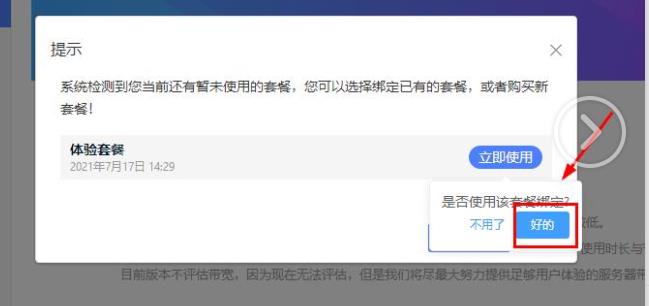 提示
系统检测到您当前还有暂未使用的套餐，您可以选择绑定已有的套餐，或者购买新
套餐！
体验套餐
立即使用
2021年7月17日 14:29
是否使用该套餐绑定？
不用了
好的
低。
使用时长与
目前版本不评估带宽，因为现在无法评估，但是我们将尽最大努力提供足够用户体验的服务器带